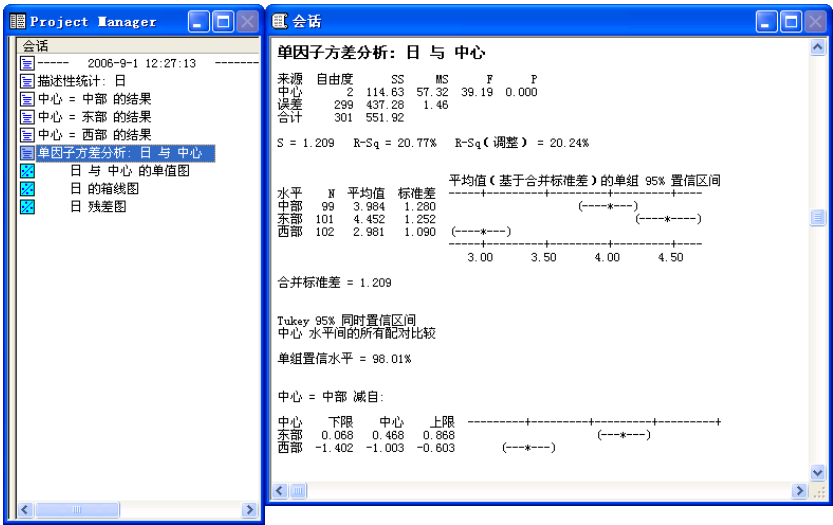 Project Manager
会话
----- 2006-9-1 12:27:13 -------
描述性统计: 日
中心 = 中部 的结果
中心 = 东部 的结果
中心 = 西部 的结果
单因子方差分析: 日 与 中心
日 与 中心 的单值图
日 的箱线图
日 残差图
会话
单因子方差分析: 日 与 中心
来源 自由度 SS MS F P
中心 2 114.63 57.32 39.19 0.000
误差 299 437.28 1.46
合计 301 551.92
S = 1.209 R-Sq = 20.77% R-Sq(调整) = 20.24%
平均值(基于合并标准差)的单组 95% 置信区间
水平 N 平均值 标准差 -----+---------+---------+---------+----
中部 99 3.984 1.280 (----*---)
东部 101 4.452 1.252 (----*----)
西部 102 2.981 1.090 (----*---)
-----+---------+---------+---------+----
3.00 3.50 4.00 4.50
合并标准差 = 1.209
Tukey 95% 同时置信区间
中心 水平间的所有配对比较
单组置信水平 = 98.01%
中心 = 中部 减自:
中心 下限 中心 上限 ---------+---------+---------+---------+
东部 0.068 0.468 0.868 (---*---)
西部 -1.402 -1.003 -0.603 (---*---)